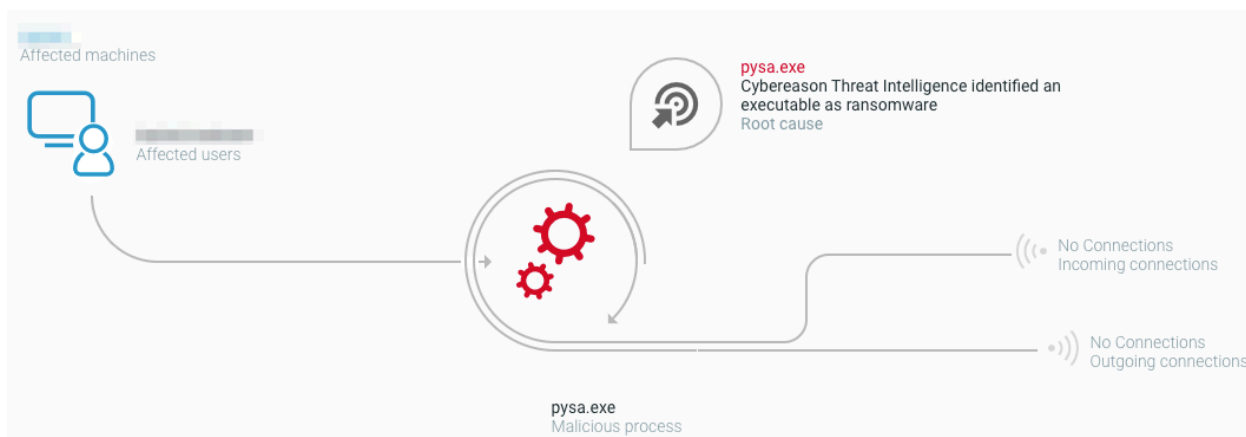 Affected machines
Affected users
pysa.exe
Cybereason Threat Intelligence identified an
executable as ransomware
Root cause
No Connections
Incoming connections
No Connections
Outgoing connections
pysa.exe
Malicious process